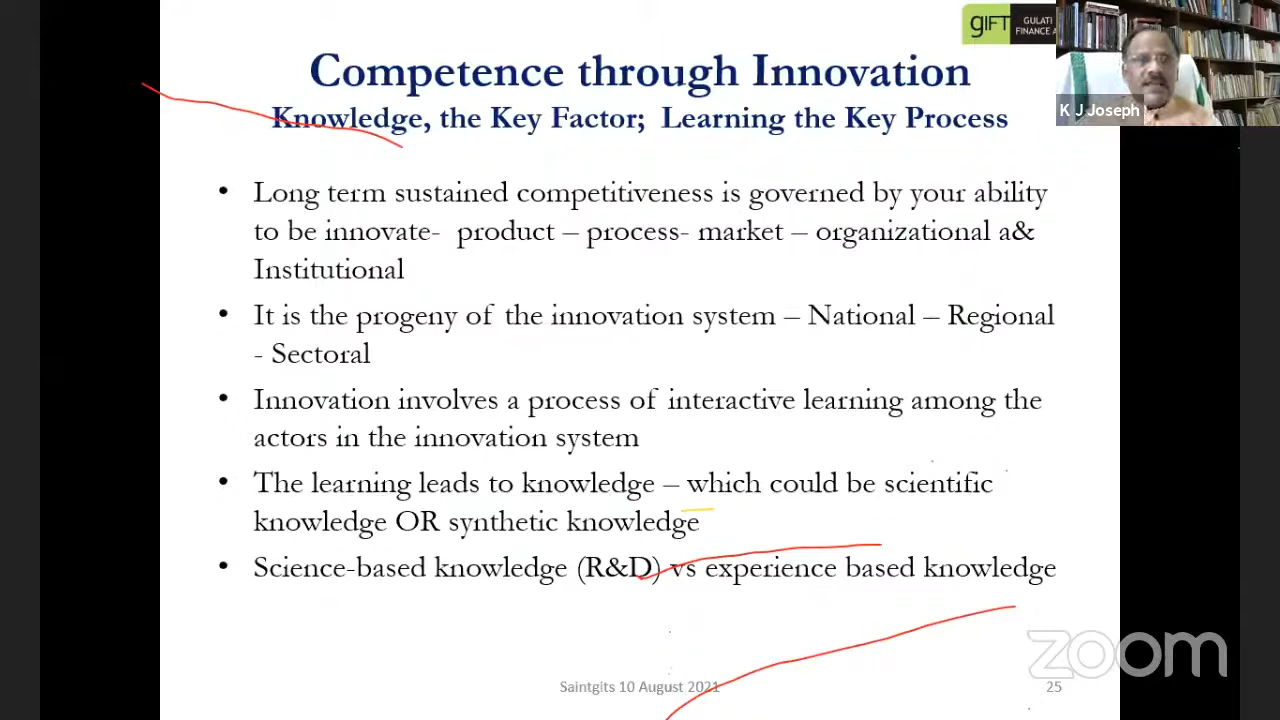 GIFT GULATI
FINANCE A
Competence through Innovation
Knowledge, the Key Factor; Learning the Key Process
K J Joseph
• Long term sustained competitiveness is governed by your ability
to be innovate- product – process- market – organizational a&
Institutional
• It is the progeny of the innovation system – National – Regional
- Sectoral
• Innovation involves a process of interactive learning among the
actors in the innovation system
• The learning leads to knowledge – which could be scientific
knowledge OR synthetic knowledge
• Science-based knowledge (R&D) vs experience based knowledge
zoom
Saintgits 10 August 2021
25